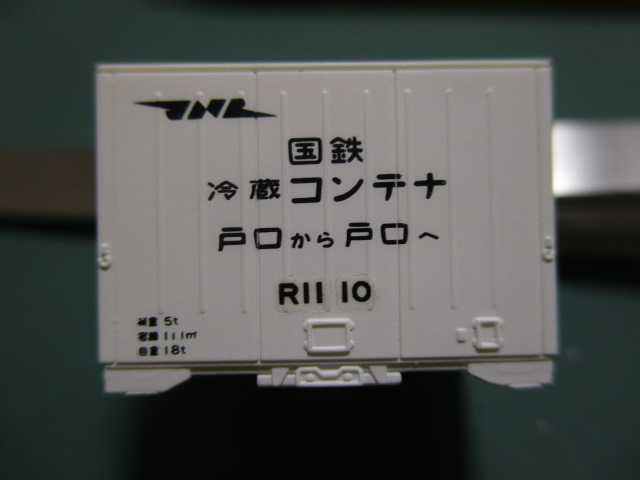 JNR
国鉄
冷蔵コンテナ
戸口から戸口へ
R11 10
荷重 5t
容積 11.1m³
自重 1.8t